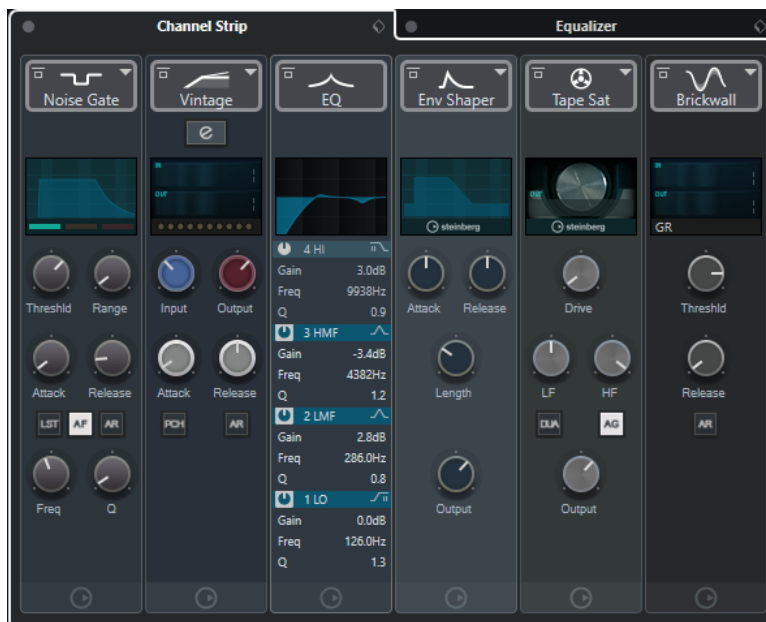 Channel Strip
Equalizer
Noise Gate
Vintage
EQ
Env Shaper
Tape Sat
Brickwall
e
IN
OUT
steinberg
OUT
steinberg
IN
OUT
GR
Threshld
Range
Attack
Release
LST
AF
AR
Freq
Q
Input
Output
Attack
Release
PCH
AR
4 HI
Gain 3.0dB
Freq 9938Hz
Q 0.9
3 HMF
Gain -3.4dB
Freq 4382Hz
Q 1.2
2 LMF
Gain 2.8dB
Freq 286.0Hz
Q 0.8
1 LO
Gain 0.0dB
Freq 126.0Hz
Q 1.3
Attack
Release
Length
Output
Drive
LF
HF
DUA
AG
Output
Threshld
Release
AR